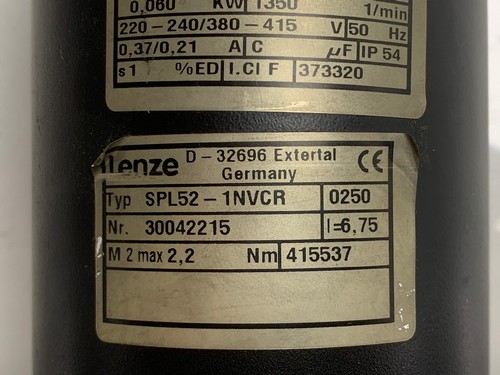 0,060 KW 1350 1/min
220-240/380-415 V 50 Hz
0,37/0,21 A C µF IP 54
s1 %ED I.Cl F 373320
Lenze D-32696 Extertal CE
Germany
Typ SPL52-1NVCR 0250
Nr. 30042215 I=6,75
M 2 max 2,2 Nm 415537